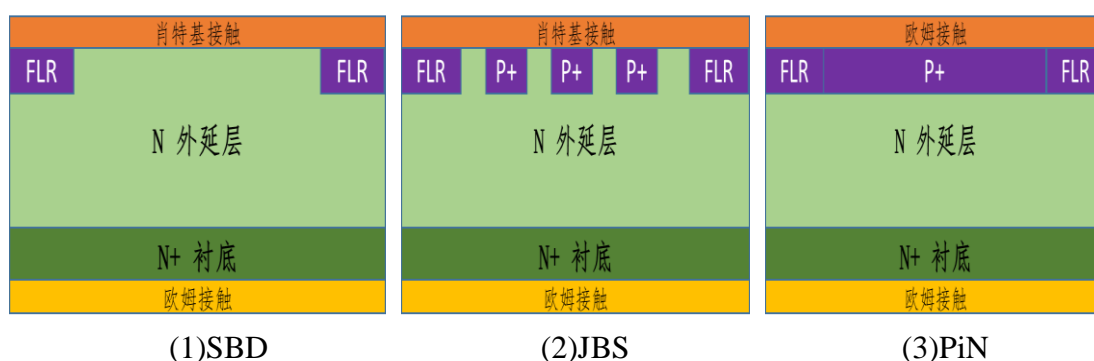 肖特基接触
FLR
FLR
N 外延层
N+ 衬底
欧姆接触
(1)SBD
肖特基接触
FLR
P+
P+
P+
FLR
N 外延层
N+ 衬底
欧姆接触
(2)JBS
欧姆接触
FLR
P+
FLR
N 外延层
N+ 衬底
欧姆接触
(3)PiN